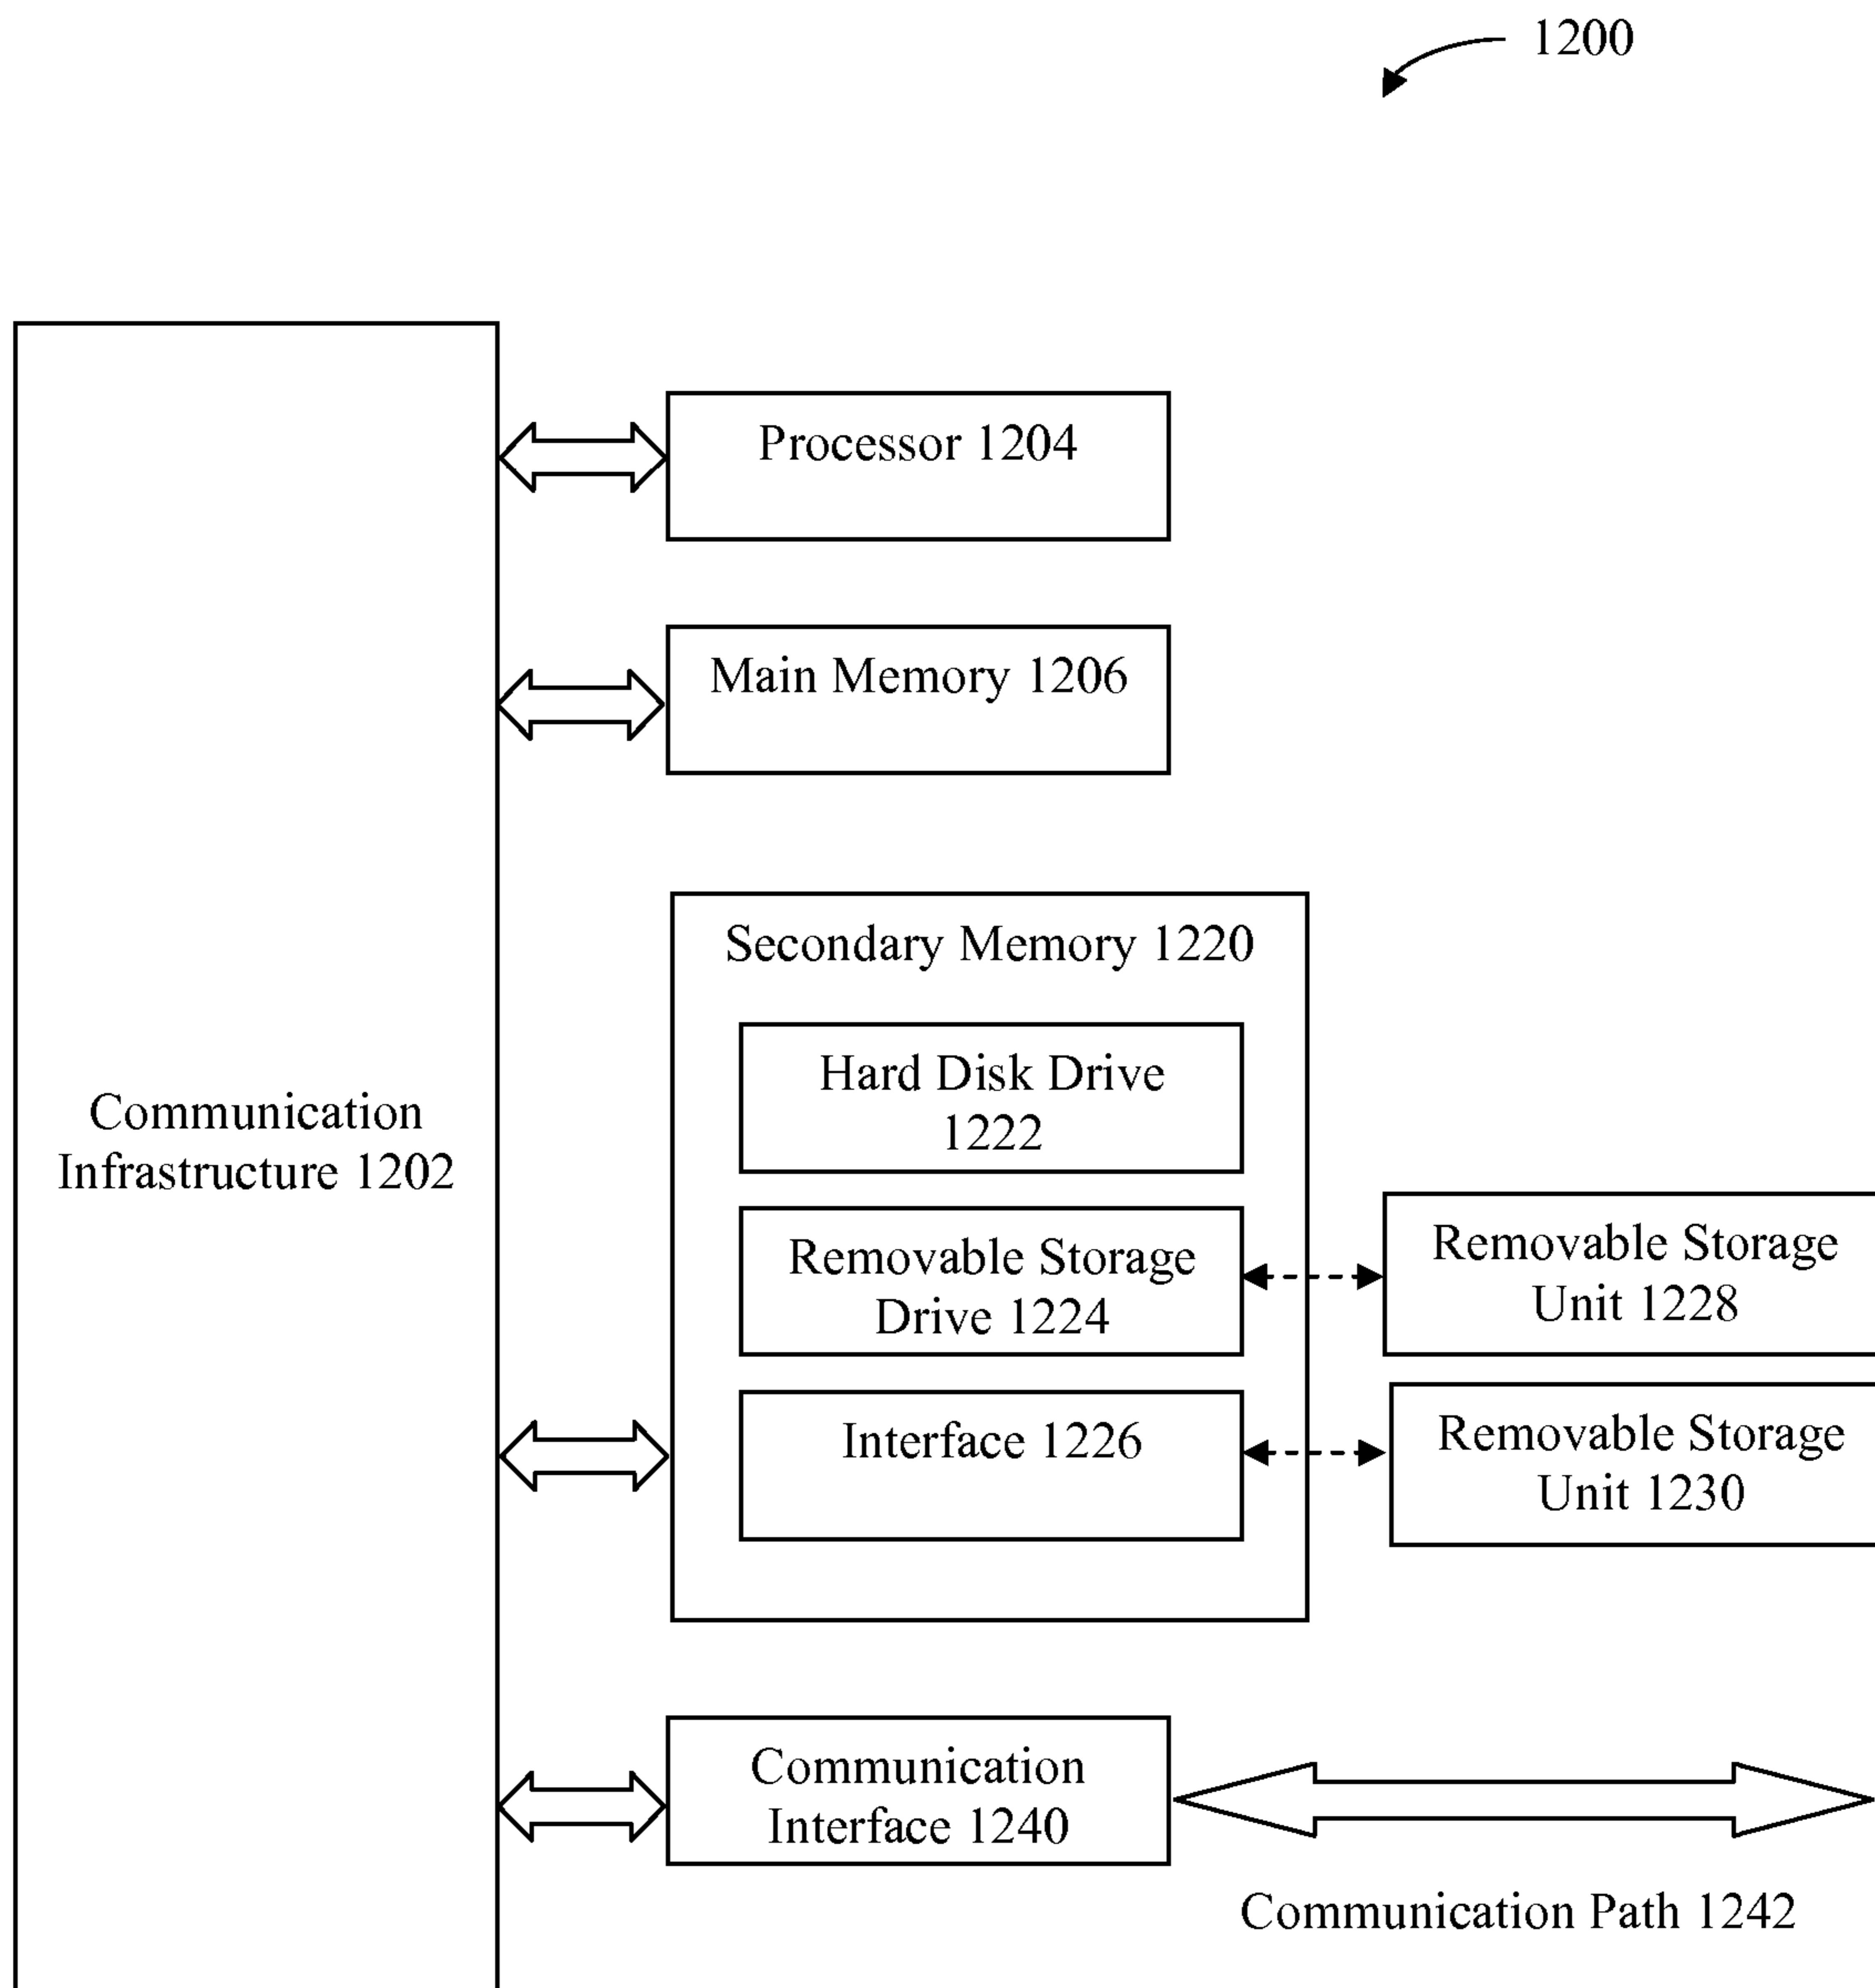 1200
Processor 1204
Main Memory 1206
Secondary Memory 1220
Hard Disk Drive
1222
Communication
Infrastructure 1202
Removable Storage
Drive 1224
Removable Storage
Unit 1228
Interface 1226
Removable Storage
Unit 1230
Communication
Interface 1240
Communication Path 1242